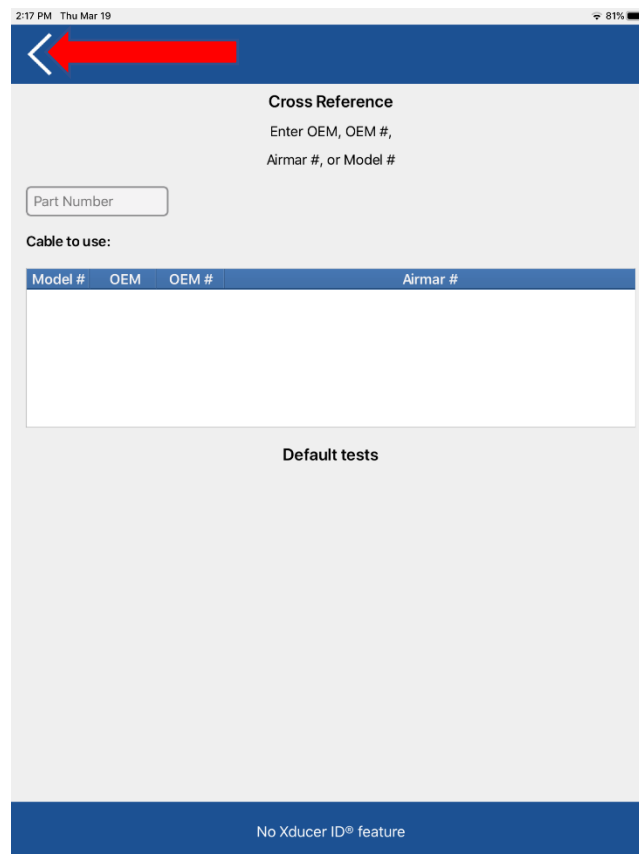 2:17 PM Thu Mar 19 81%
Cross Reference
Enter OEM, OEM #,
Airmar #, or Model #
Part Number
Cable to use:
Model # OEM OEM # Airmar #
Default tests
No Xducer ID® feature